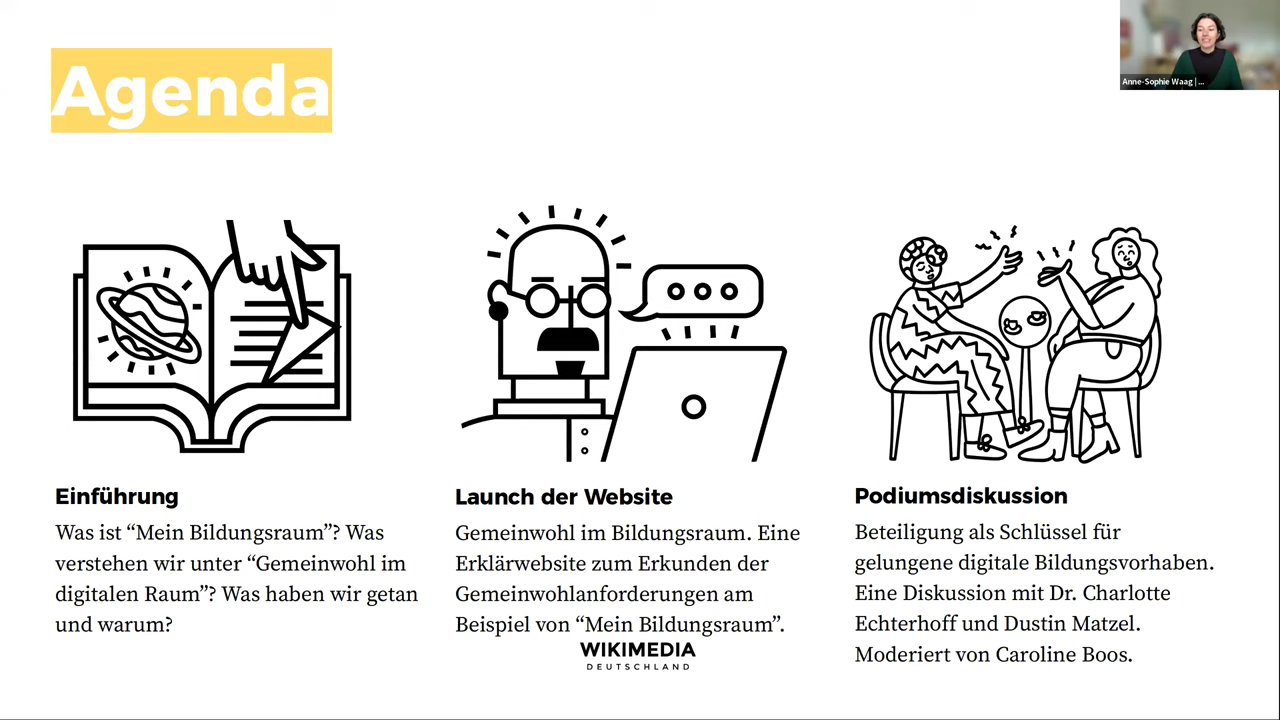 Agenda
Anne-Sophie Waag | ...
Einführung
Was ist “Mein Bildungsraum”? Was
verstehen wir unter “Gemeinwohl im
digitalen Raum”? Was haben wir getan
und warum?
Launch der Website
Gemeinwohl im Bildungsraum. Eine
Erklärwebsite zum Erkunden der
Gemeinwohlanforderungen am
Beispiel von “Mein Bildungsraum”.
Podiumsdiskussion
Beteiligung als Schlüssel für
gelungene digitale Bildungsvorhaben.
Eine Diskussion mit Dr. Charlotte
Echterhoff und Dustin Matzel.
Moderiert von Caroline Boos.
WIKIMEDIA
DEUTSCHLAND